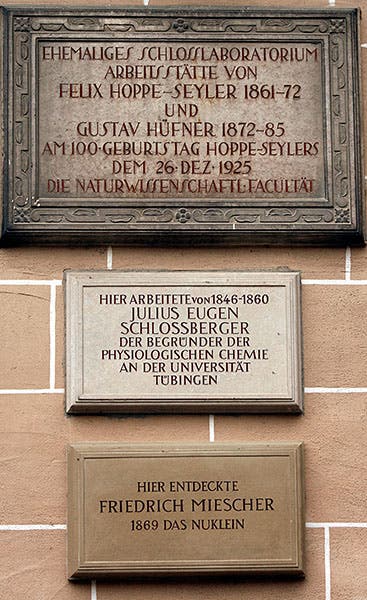 EHEMALIGES SCHLOSSLABORATORIUM
ARBEITSSTÄTTE VON
FELIX HOPPE-SEYLER 1861-72
UND
GUSTAV HÜFNER 1872-85
AM 100·GEBURTSTAG HOPPE-SEYLERS
DEM 26·DEZ·1925
DIE NATURWISSENSCHAFTL·FACULTÄT
HIER ARBEITETE von 1846-1860
JULIUS EUGEN
SCHLOSSBERGER
DER BEGRÜNDER DER
PHYSIOLOGISCHEN CHEMIE
AN DER UNIVERSITÄT
TÜBINGEN
HIER ENTDECKTE
FRIEDRICH MIESCHER
1869 DAS NUKLEIN